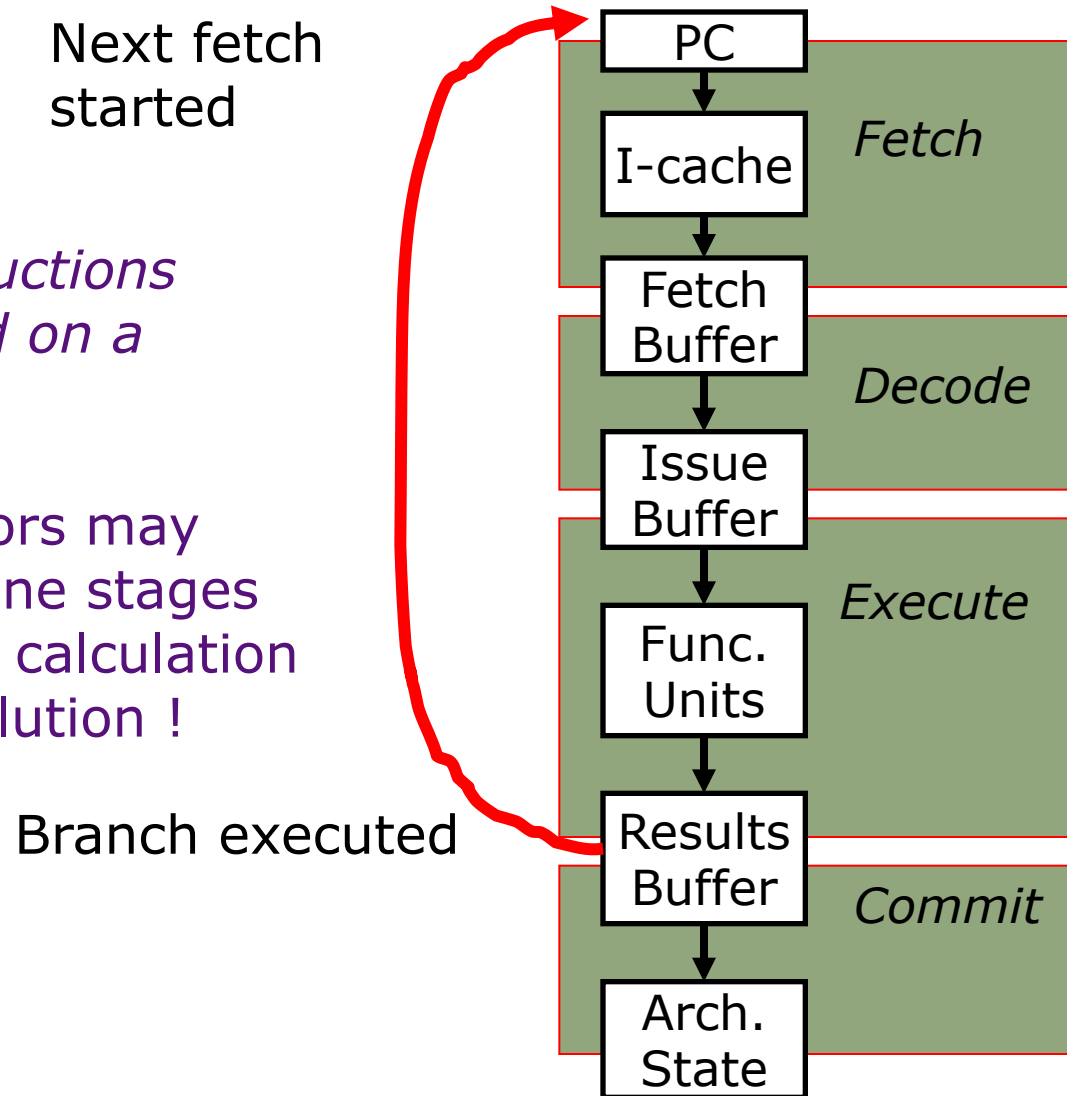 Next fetch
started
uctions
d on a
ors may
ne stages
calculation
lution !
Branch executed
PC
I-cache
Fetch
Fetch
Buffer
Decode
Issue
Buffer
Execute
Func.
Units
Results
Buffer
Commit
Arch.
State